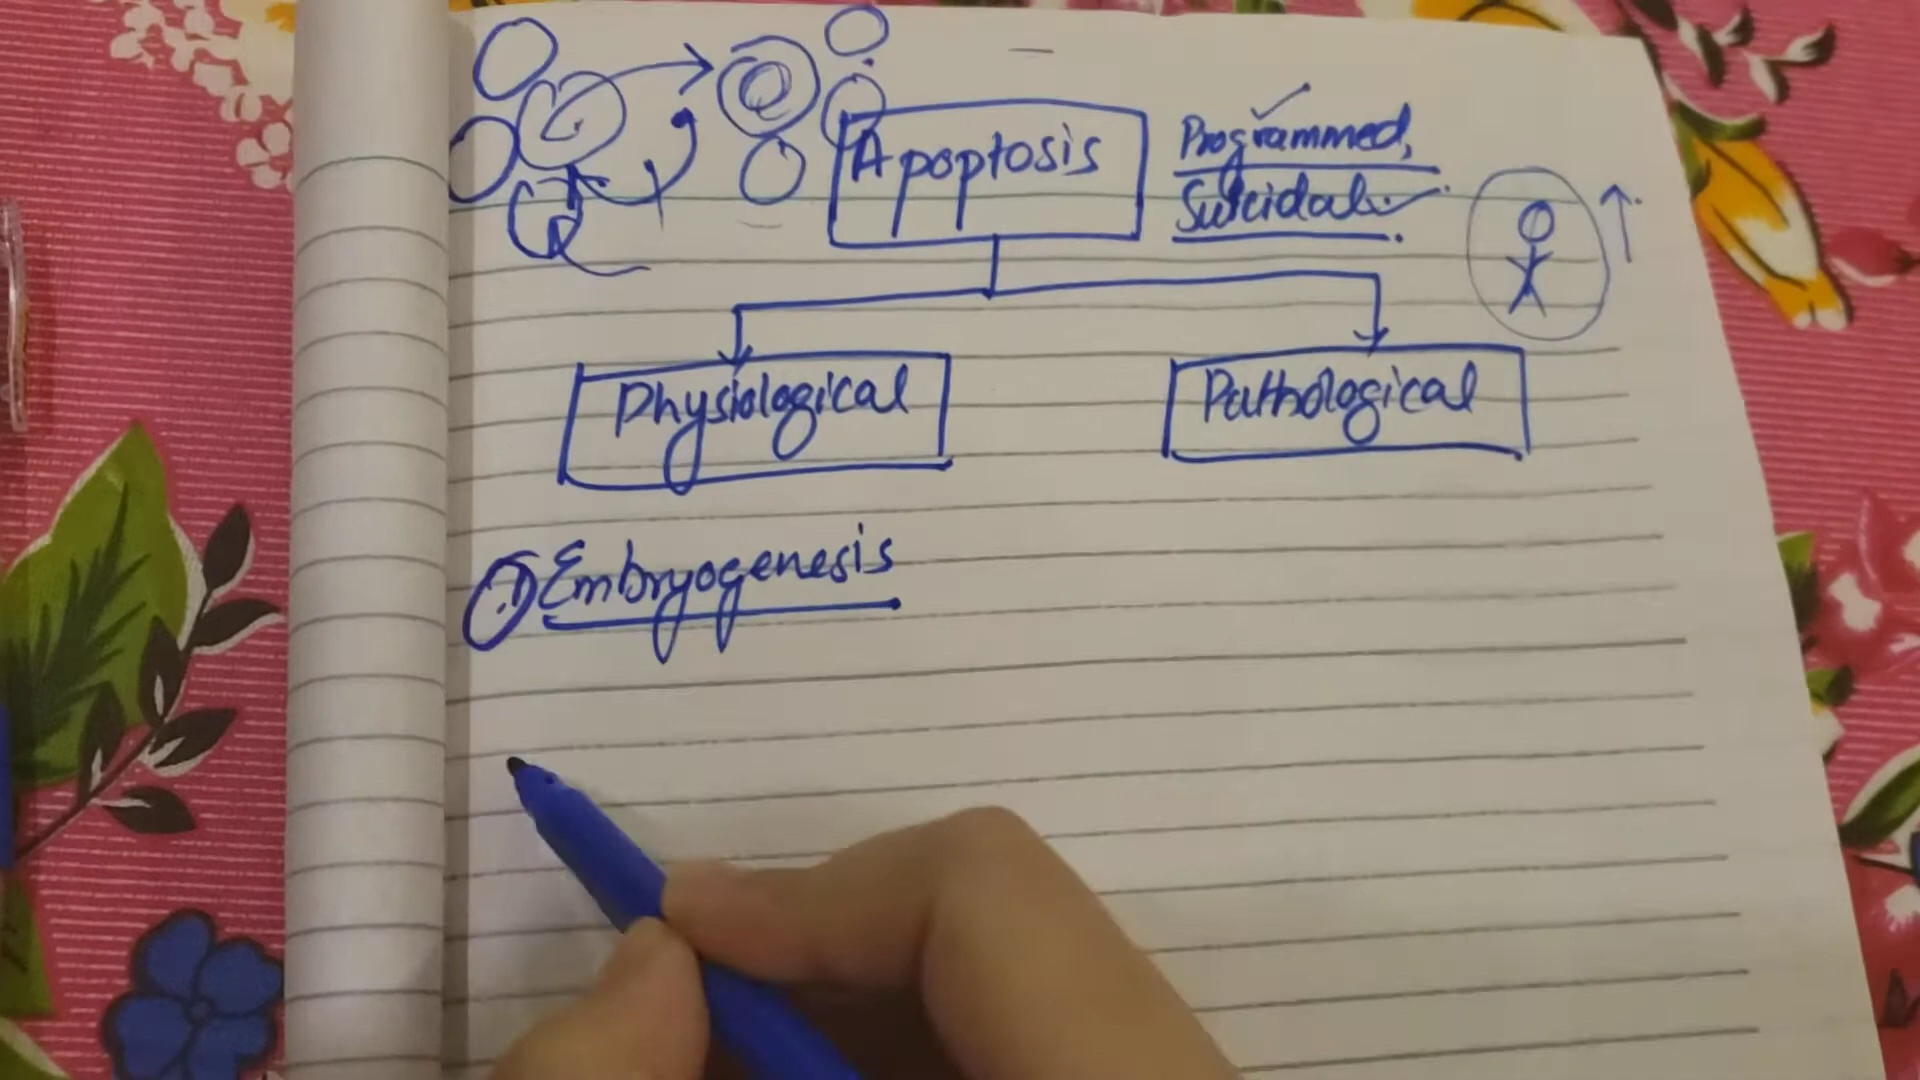 Apoptosis
Programmed,
Suicidal
Physiological
Pathological
① Embryogenesis